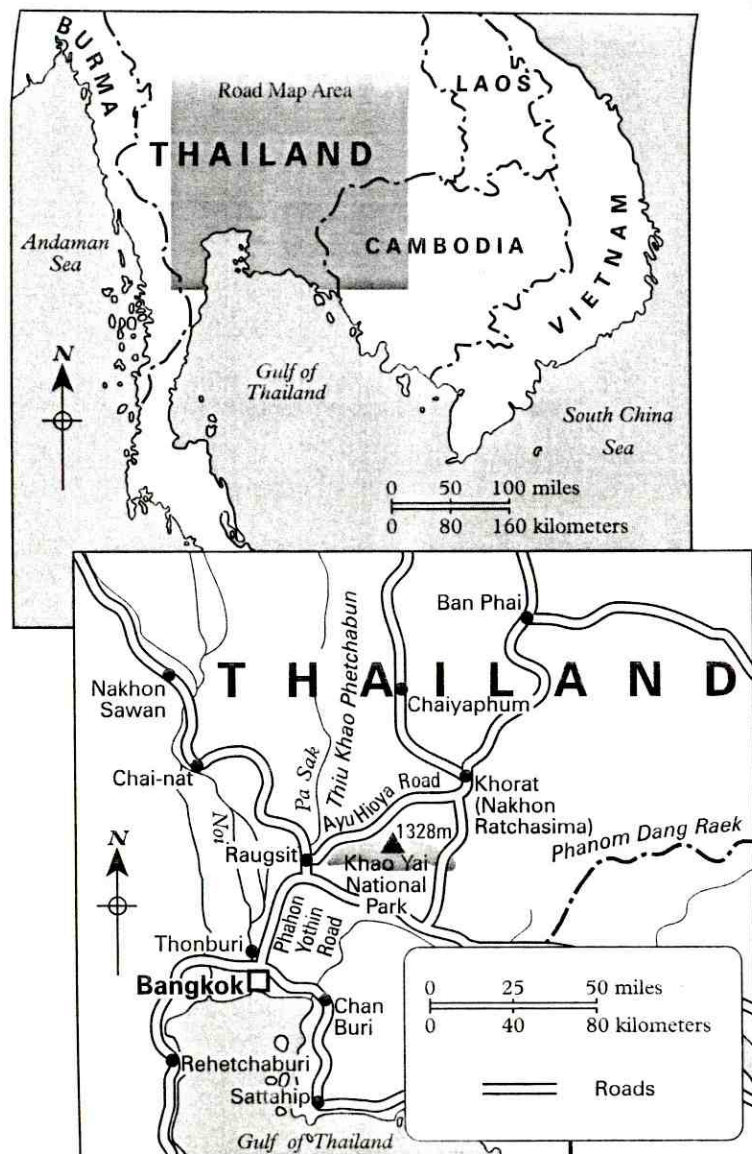 BURMA
Road Map Area
LAOS
THAILAND
Andaman
Sea
CAMBODIA
VIETNAM
N
Gulf of
Thailand
South China
Sea
0 50 100 miles
0 80 160 kilometers
Ban Phai
THAILAND
Nakhon
Sawan
Chaiyaphum
Thiu Khao Phetchabun
Pa Sak
Chai-nat
Ayu Hioya Road
Khorat
(Nakhon
Ratchasima)
Noi
1328m
Phanom Dang Raek
N
Raugsit
Khao Yai
National
Park
Phahon
Yothin
Road
Thonburi
Bangkok
Chan
Buri
0 25 50 miles
0 40 80 kilometers
Rehetchaburi
Roads
Sattahip
Gulf of Thailand